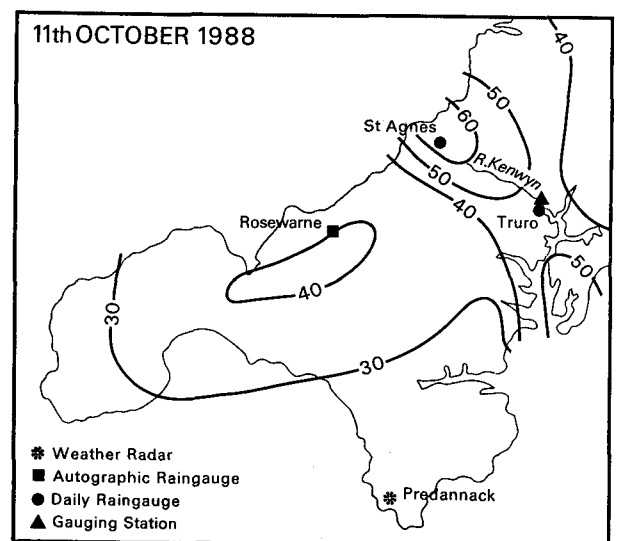 11th OCTOBER 1988
40
50
60
St Agnes
R.Kenwyn
50
40
Truro
Rosewarne
50
40
30
30
Weather Radar
Autographic Raingauge
Daily Raingauge
Gauging Station
Predannack